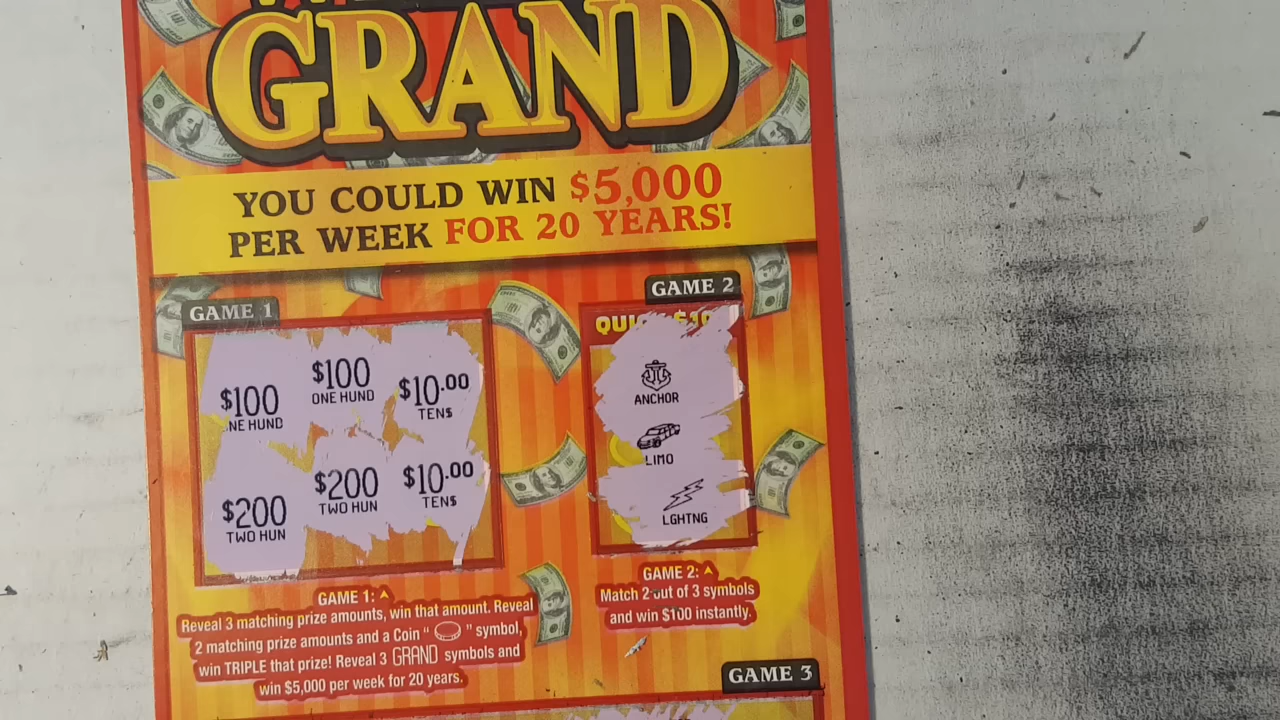 GRAND
YOU COULD WIN $5,000
PER WEEK FOR 20 YEARS!
GAME 1
$100
NE HUND
$100
ONE HUND
$10.00
TEN$
$200
TWO HUN
$200
TWO HUN
$10.00
TEN$
GAME 1:
Reveal 3 matching prize amounts, win that amount. Reveal
2 matching prize amounts and a Coin “ ” symbol,
win TRIPLE that prize! Reveal 3 GRAND symbols and
win $5,000 per week for 20 years.
GAME 2
ANCHOR
LIMO
LGHTNG
GAME 2:
Match 2 out of 3 symbols
and win $100 instantly.
GAME 3